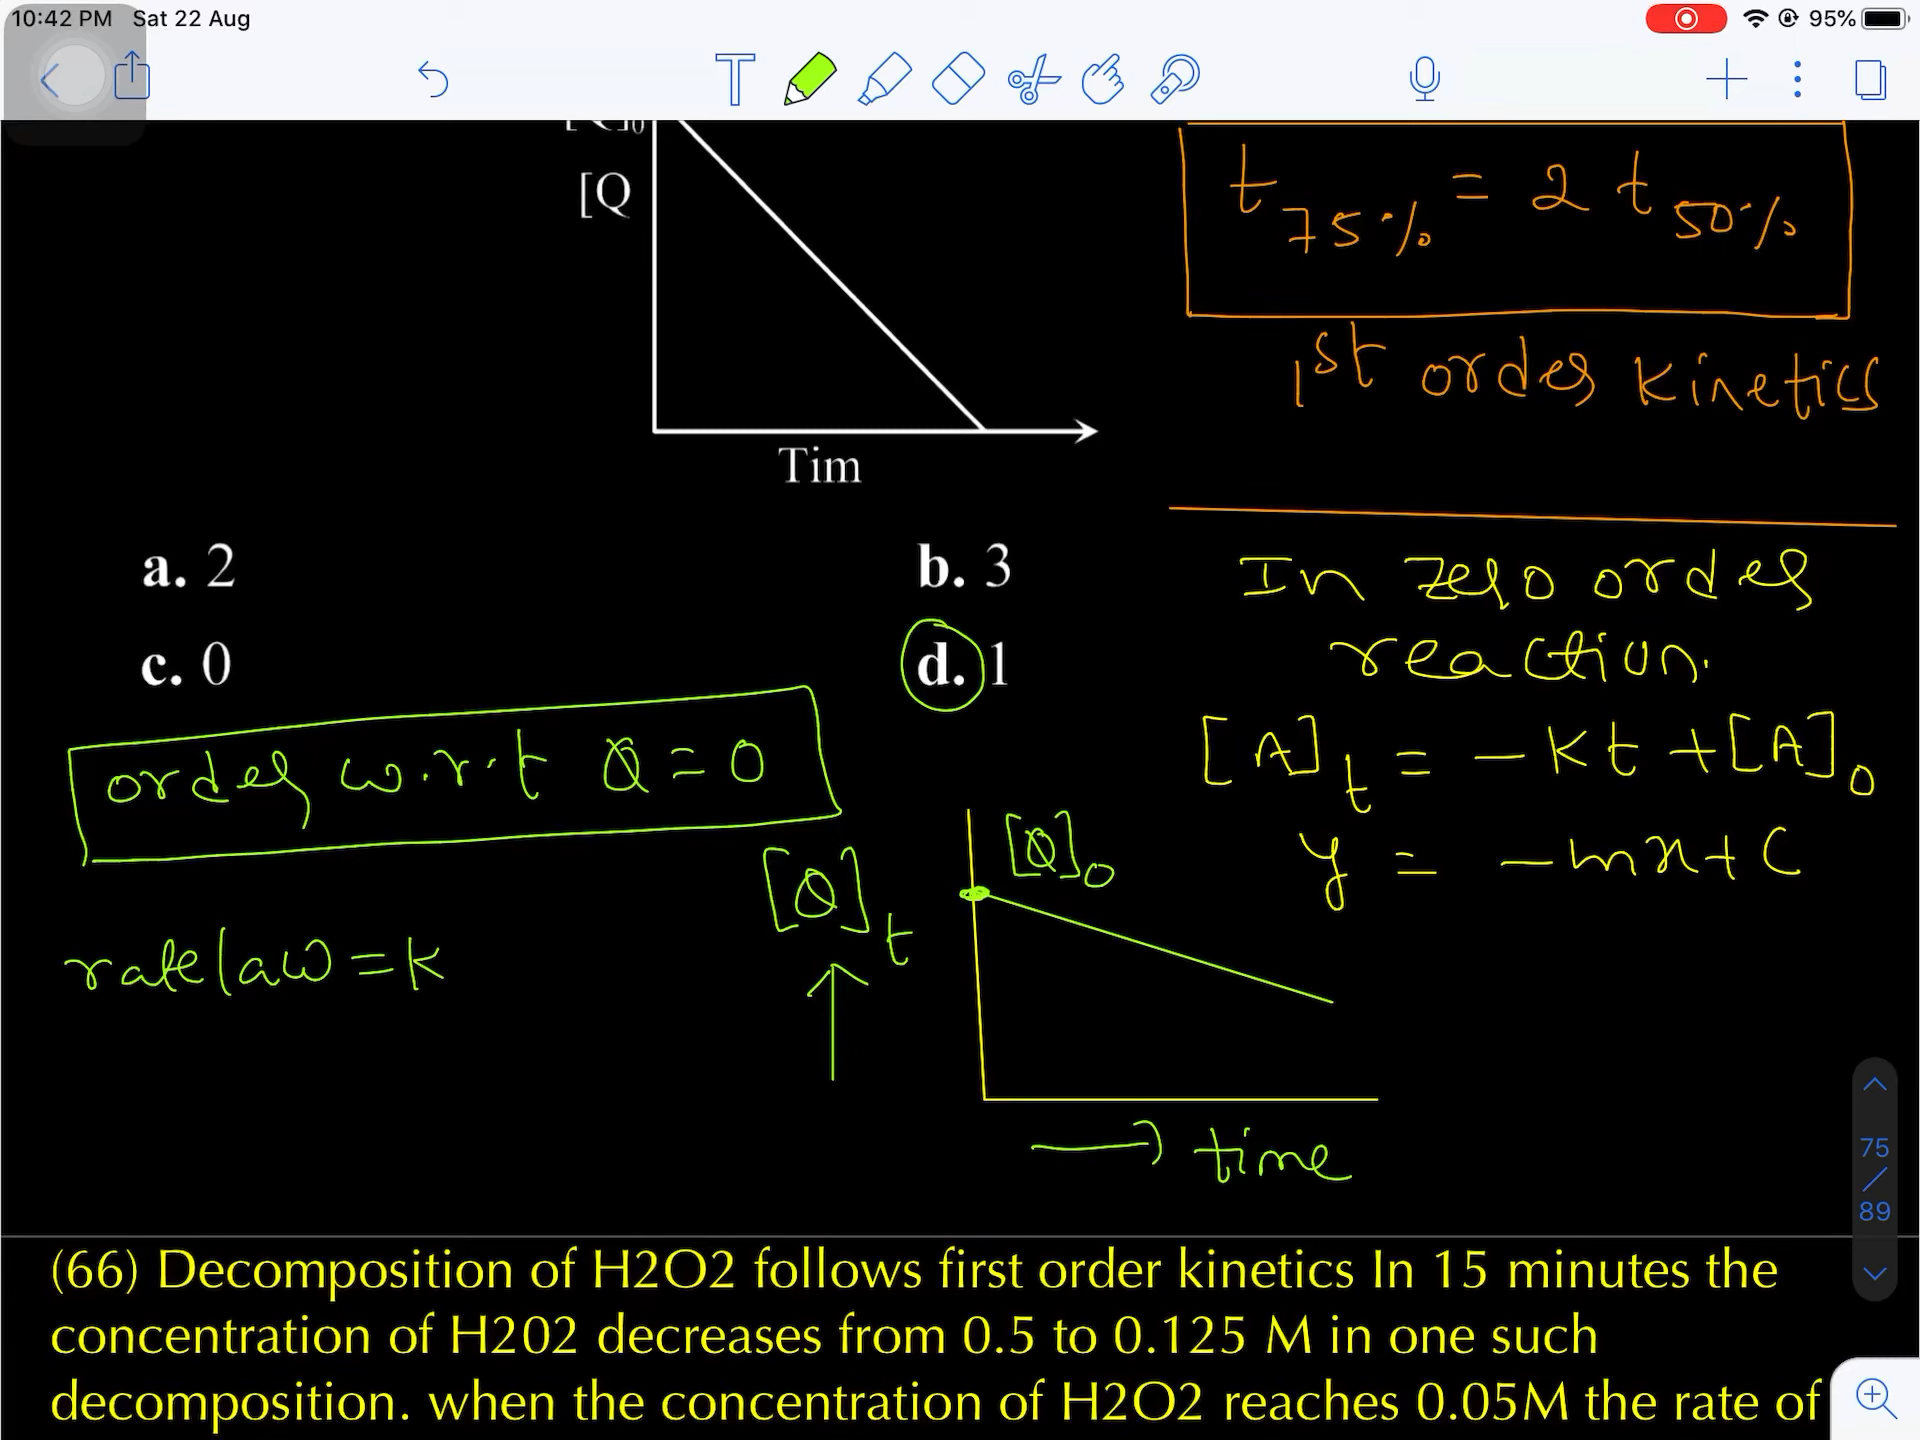 10:42 PM Sat 22 Aug
95%
T
[Q
Tim
t 75% = 2 t 50%
1st order kinetics
a. 2
b. 3
c. 0
d. 1
order w.r.t Q = 0
rate law = k
[Q]t
[Q]0
→ time
In zero order
reaction.
[A]t = -Kt + [A]0
y = -mx + C
75
/
89
(66) Decomposition of H2O2 follows first order kinetics In 15 minutes the
concentration of H202 decreases from 0.5 to 0.125 M in one such
decomposition. when the concentration of H2O2 reaches 0.05M the rate of